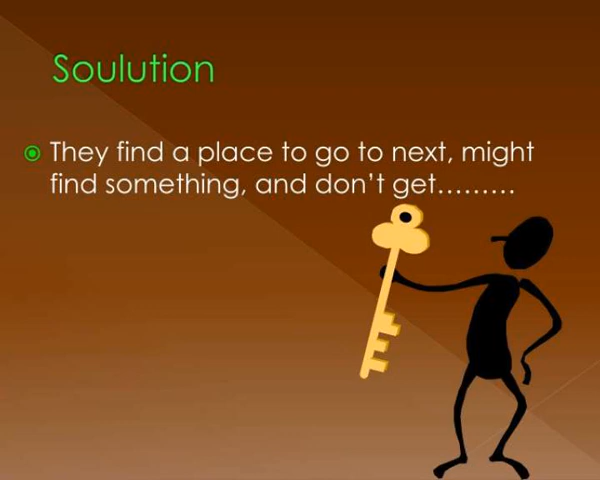 Soulution
They find a place to go to next, might
find something, and don't get.........